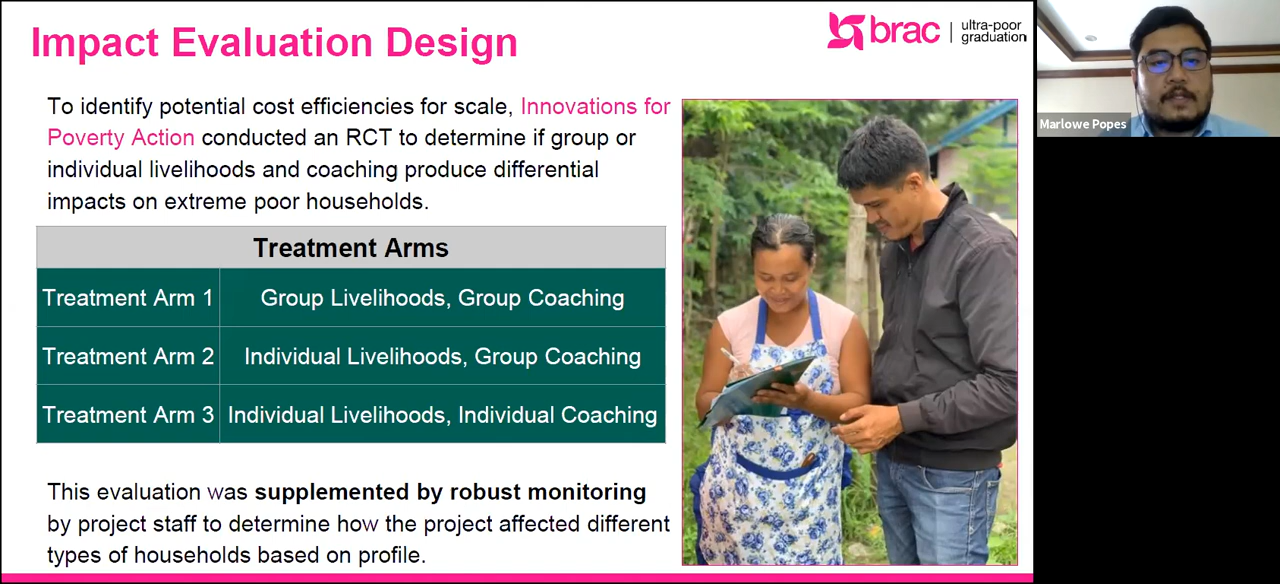 Impact Evaluation Design
brac
ultra-poor
graduation
To identify potential cost efficiencies for scale, Innovations for
Poverty Action conducted an RCT to determine if group or
individual livelihoods and coaching produce differential
impacts on extreme poor households.
Treatment Arms
Treatment Arm 1 Group Livelihoods, Group Coaching
Treatment Arm 2 Individual Livelihoods, Group Coaching
Treatment Arm 3 Individual Livelihoods, Individual Coaching
This evaluation was supplemented by robust monitoring
by project staff to determine how the project affected different
types of households based on profile.
Marlowe Popes